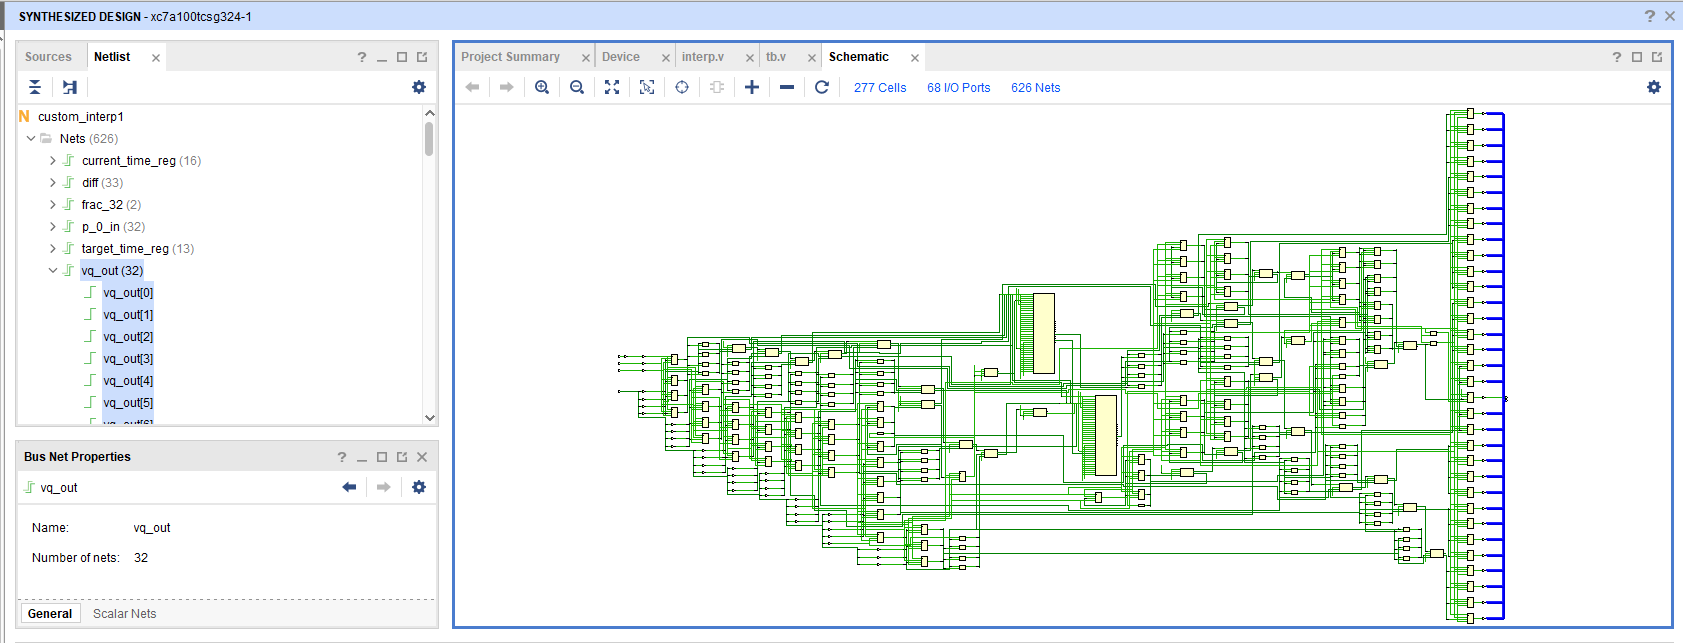 SYNTHESIZED DESIGN - xc7a100tcsg324-1
Sources Netlist
custom_interp1
Nets (626)
current_time_reg (16)
diff (33)
frac_32 (2)
p_0_in (32)
target_time_reg (13)
vq_out (32)
vq_out[0]
vq_out[1]
vq_out[2]
vq_out[3]
vq_out[4]
vq_out[5]
vq_out[6]
Bus Net Properties
vq_out
Name: vq_out
Number of nets: 32
General Scalar Nets
Project Summary Device interp.v tb.v Schematic
277 Cells 68 I/O Ports 626 Nets